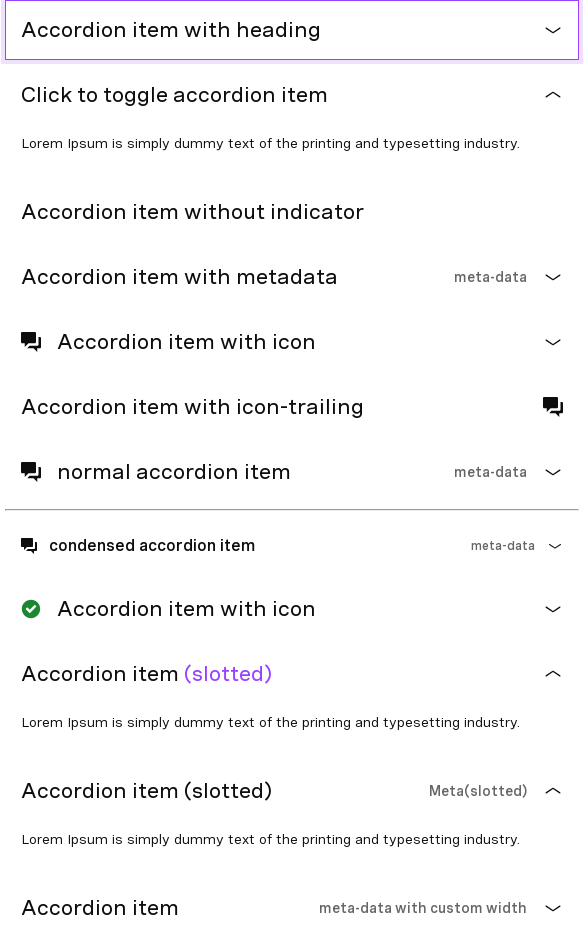 Accordion item with heading
Click to toggle accordion item
Lorem Ipsum is simply dummy text of the printing and typesetting industry.
Accordion item without indicator
Accordion item with metadata meta-data
Accordion item with icon
Accordion item with icon-trailing
normal accordion item meta-data
condensed accordion item meta-data
Accordion item with icon
Accordion item (slotted)
Lorem Ipsum is simply dummy text of the printing and typesetting industry.
Accordion item (slotted) Meta(slotted)
Lorem Ipsum is simply dummy text of the printing and typesetting industry.
Accordion item meta-data with custom width